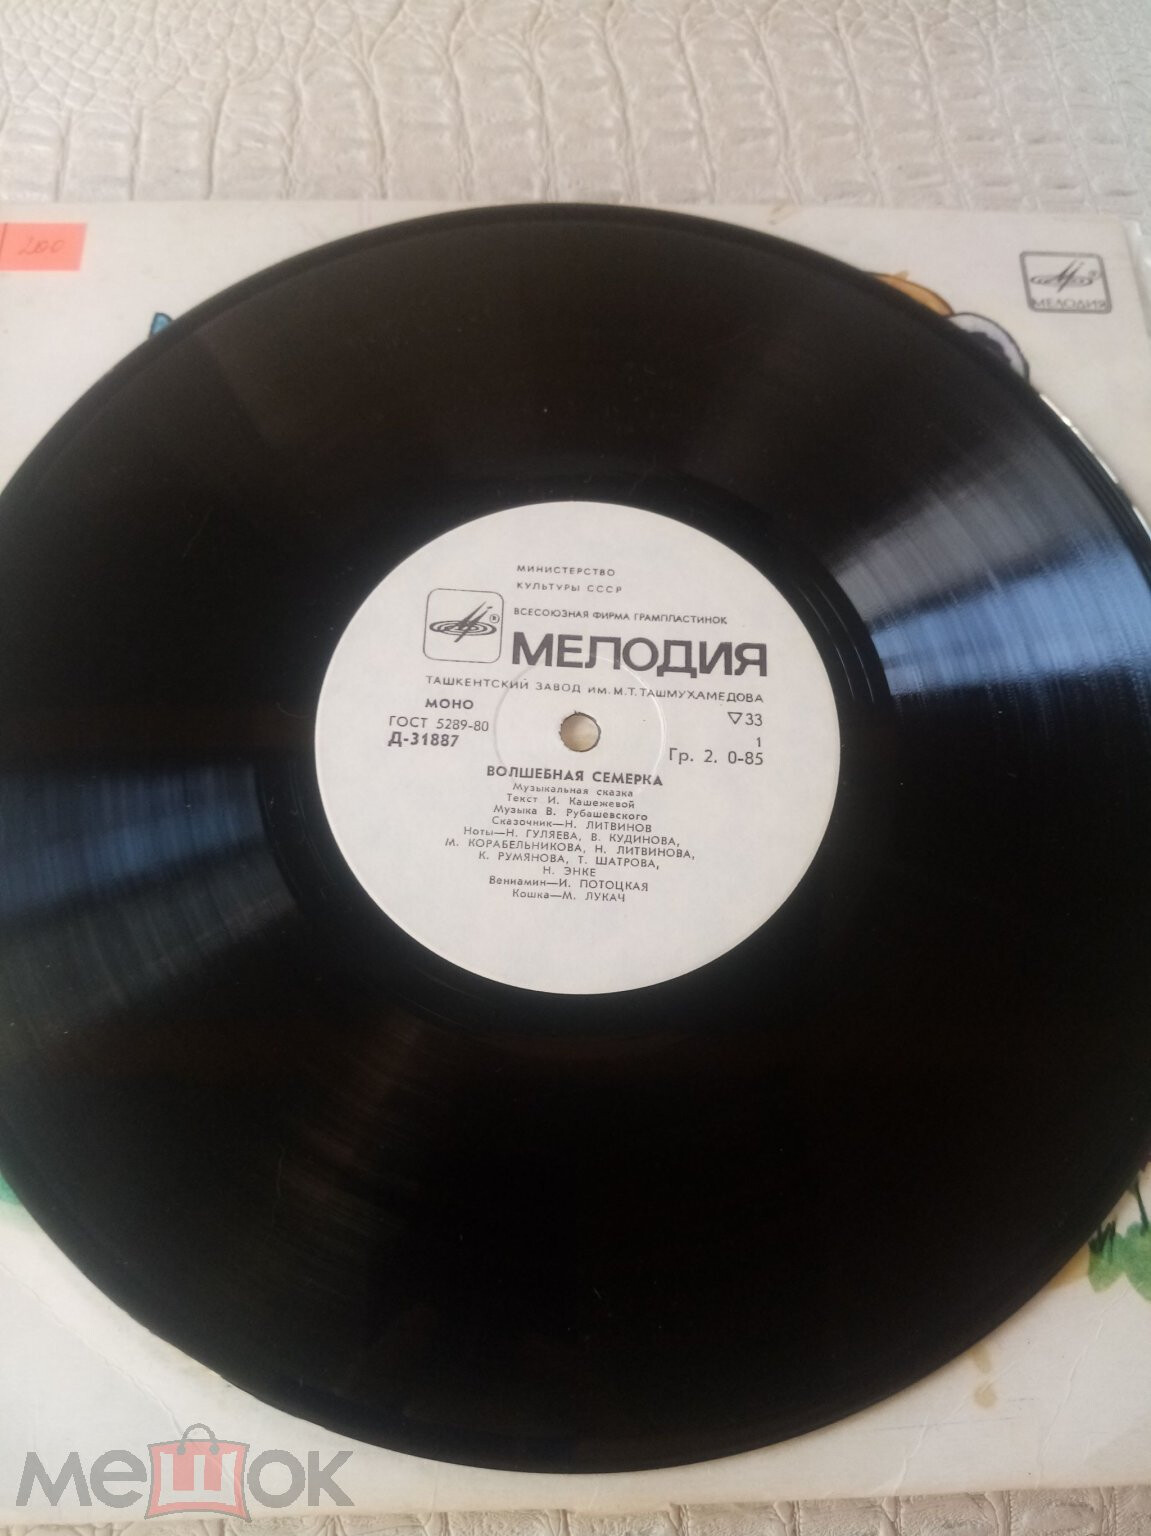 200
МЕЛОДИЯ
МИНИСТЕРСТВО
КУЛЬТУРЫ СССР
ВСЕСОЮЗНАЯ ФИРМА ГРАМПЛАСТИНОК
МЕЛОДИЯ
ТАШКЕНТСКИЙ ЗАВОД ИМ. М.Т. ТАШМУХАМЕДОВА
МОНО
▽33
ГОСТ 5289-80
Д-31887
1
Гр. 2. 0-85
ВОЛШЕБНАЯ СЕМЕРКА
Музыкальная сказка
Текст И. Кашежевой
Музыка В. Рубашевского
Сказочник—Н. ЛИТВИНОВ
Ноты—Н. ГУЛЯЕВА, В. КУДИНОВА,
М. КОРАБЕЛЬНИКОВА, Н. ЛИТВИНОВА,
К. РУМЯНОВА, Т. ШАТРОВА,
Н. ЭНКЕ
Вениамин—И. ПОТОЦКАЯ
Кошка—М. ЛУКАЧ
мешок